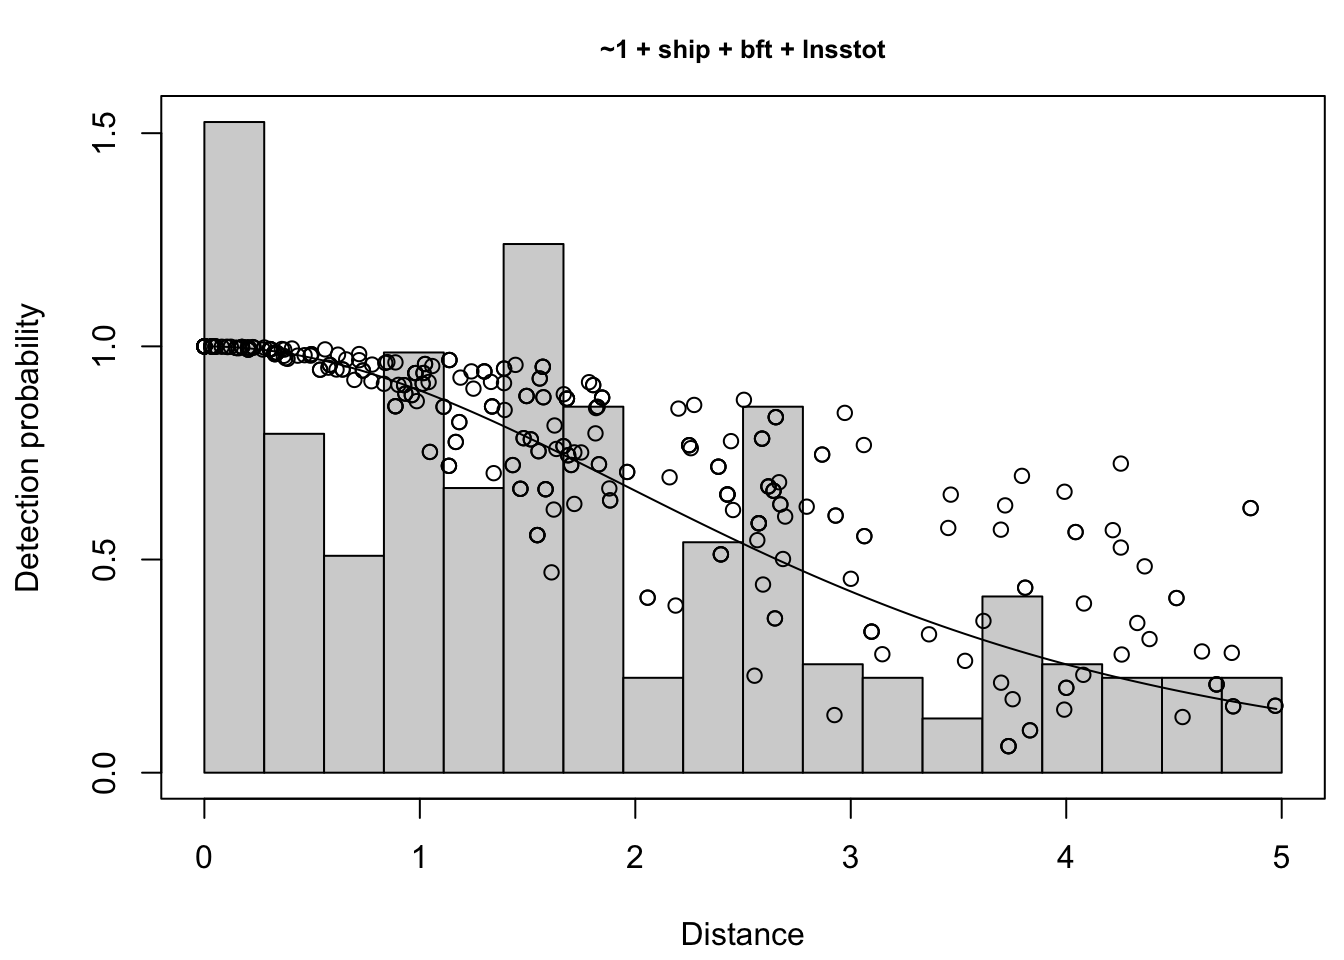 ~1 + ship + bft + lnsstot
Detection probability
1.5
1.0
0.5
0.0
0 1 2 3 4 5
Distance